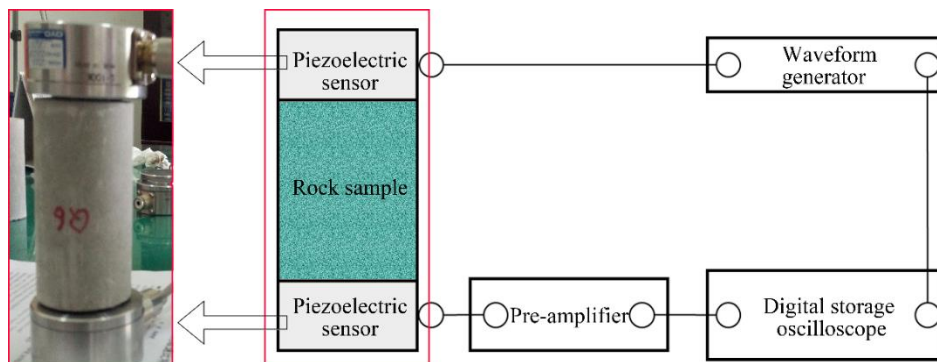 Piezoelectric
sensor
Waveform
generator
Rock sample
Piezoelectric
sensor
Pre-amplifier
Digital storage
oscilloscope